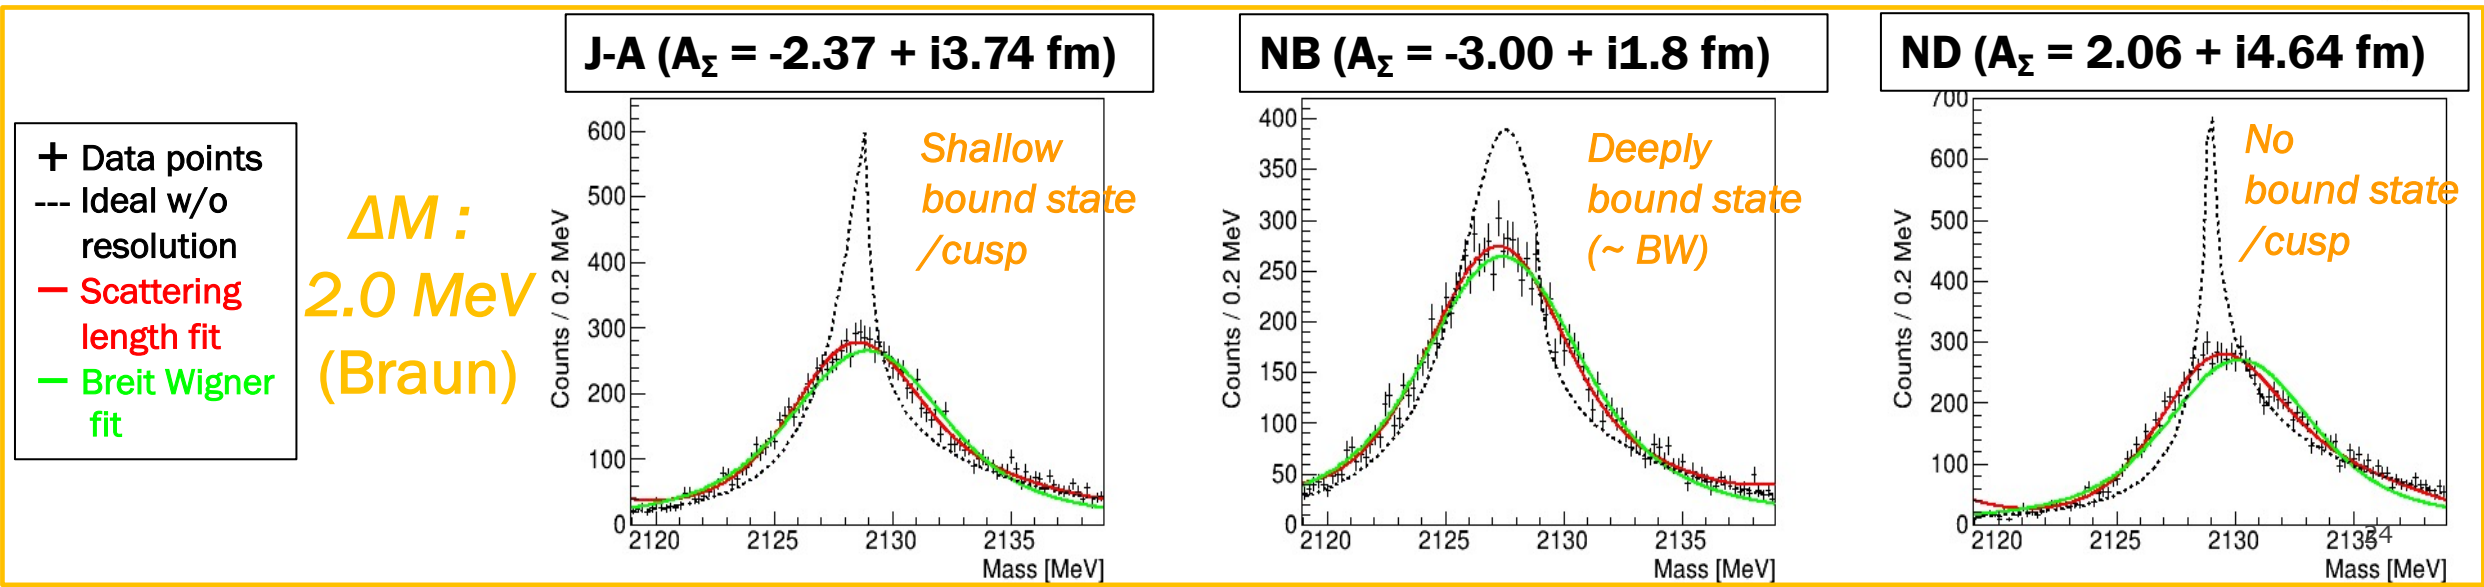 + Data points
--- Ideal w/o
resolution
— Scattering
length fit
— Breit Wigner
fit
ΔM :
2.0 MeV
(Braun)
J-A (A_Σ = -2.37 + i3.74 fm)
Shallow
bound state
/cusp
Counts / 0.2 MeV
600
500
400
300
200
100
0
2120 2125 2130 2135
Mass [MeV]
NB (A_Σ = -3.00 + i1.8 fm)
Deeply
bound state
(~ BW)
Counts / 0.2 MeV
400
350
300
250
200
150
100
50
0
2120 2125 2130 2135
Mass [MeV]
ND (A_Σ = 2.06 + i4.64 fm)
No
bound state
/cusp
Counts / 0.2 MeV
700
600
500
400
300
200
100
0
2120 2125 2130 2135
24
Mass [MeV]